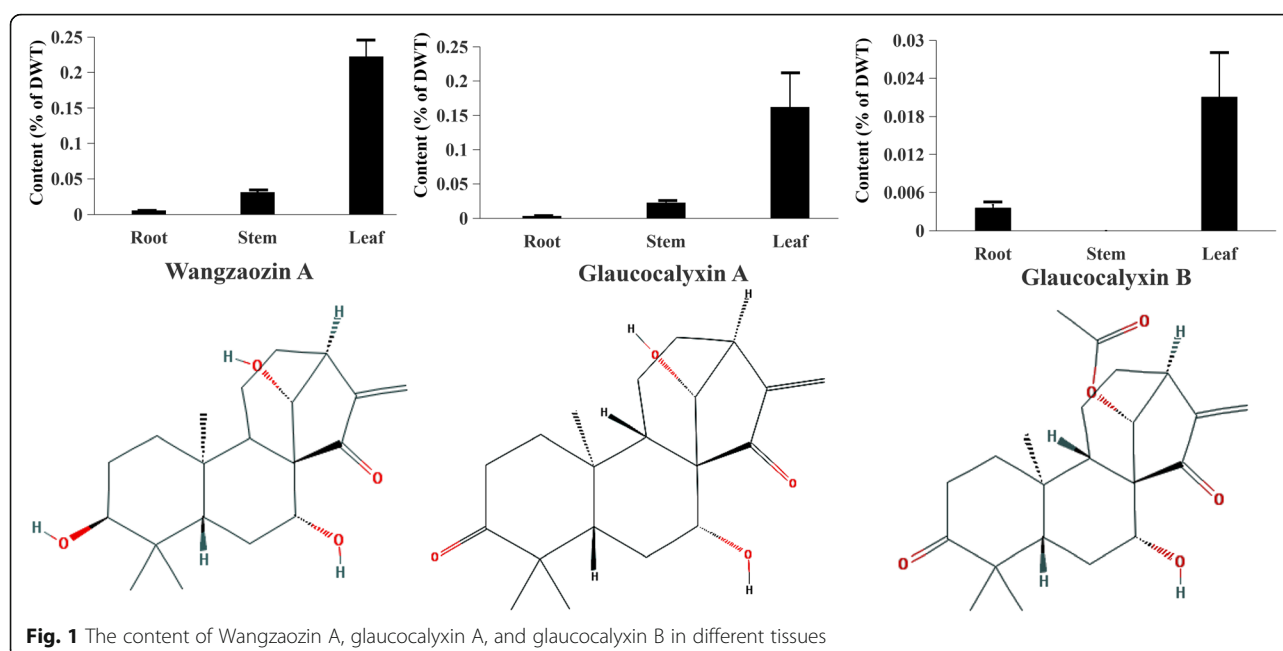 Content (% of DWT)
0.25
0.2
0.15
0.1
0.05
0
Root Stem Leaf
Wangzaozin A
Content (% of DWT)
0.25
0.2
0.15
0.1
0.05
0
Root Stem Leaf
Glaucocalyxin A
Content (% of DWT)
0.03
0.024
0.018
0.012
0.006
0
Root Stem Leaf
Glaucocalyxin B
H
H O
O
H
O
H
O
H
H
H
O
H
O
O
H
O
H
O
H
O
H
O
O
H
O
H
Fig. 1 The content of Wangzaozin A, glaucocalyxin A, and glaucocalyxin B in different tissues